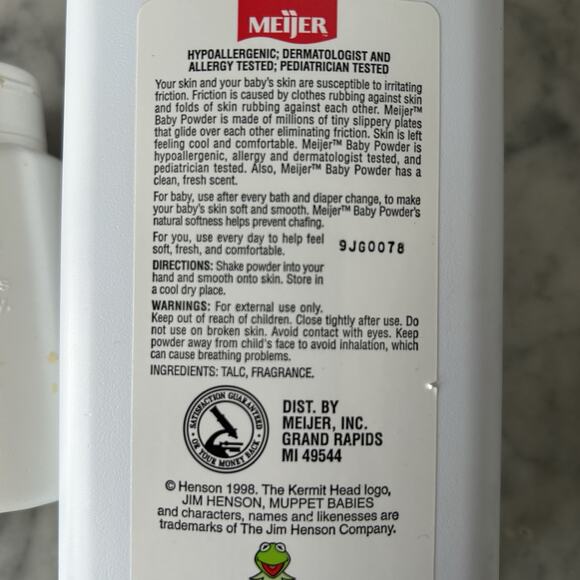 MEIJER
HYPOALLERGENIC; DERMATOLOGIST AND
ALLERGY TESTED; PEDIATRICIAN TESTED
Your skin and your baby's skin are susceptible to irritating
friction. Friction is caused by clothes rubbing against skin
and folds of skin rubbing against each other. Meijer™
Baby Powder is made of millions of tiny slippery plates
that glide over each other eliminating friction. Skin is left
feeling cool and comfortable. Meijer™ Baby Powder is
hypoallergenic, allergy and dermatologist tested, and
pediatrician tested. Also, Meijer™ Baby Powder has a
clean, fresh scent.
For baby, use after every bath and diaper change, to make
your baby's skin soft and smooth. Meijer™ Baby Powder's
natural softness helps prevent chafing.
For you, use every day to help feel
soft, fresh, and comfortable.
9JG0078
DIRECTIONS: Shake powder into your
hand and smooth onto skin. Store in
a cool dry place.
WARNINGS: For external use only.
Keep out of reach of children. Close tightly after use. Do
not use on broken skin. Avoid contact with eyes. Keep
powder away from child's face to avoid inhalation, which
can cause breathing problems.
INGREDIENTS: TALC, FRAGRANCE.
SATISFACTION GUARANTEED
• OR YOUR MONEY BACK •
DIST. BY
MEIJER, INC.
GRAND RAPIDS
MI 49544
© Henson 1998. The Kermit Head logo,
JIM HENSON, MUPPET BABIES
and characters, names and likenesses are
trademarks of The Jim Henson Company.